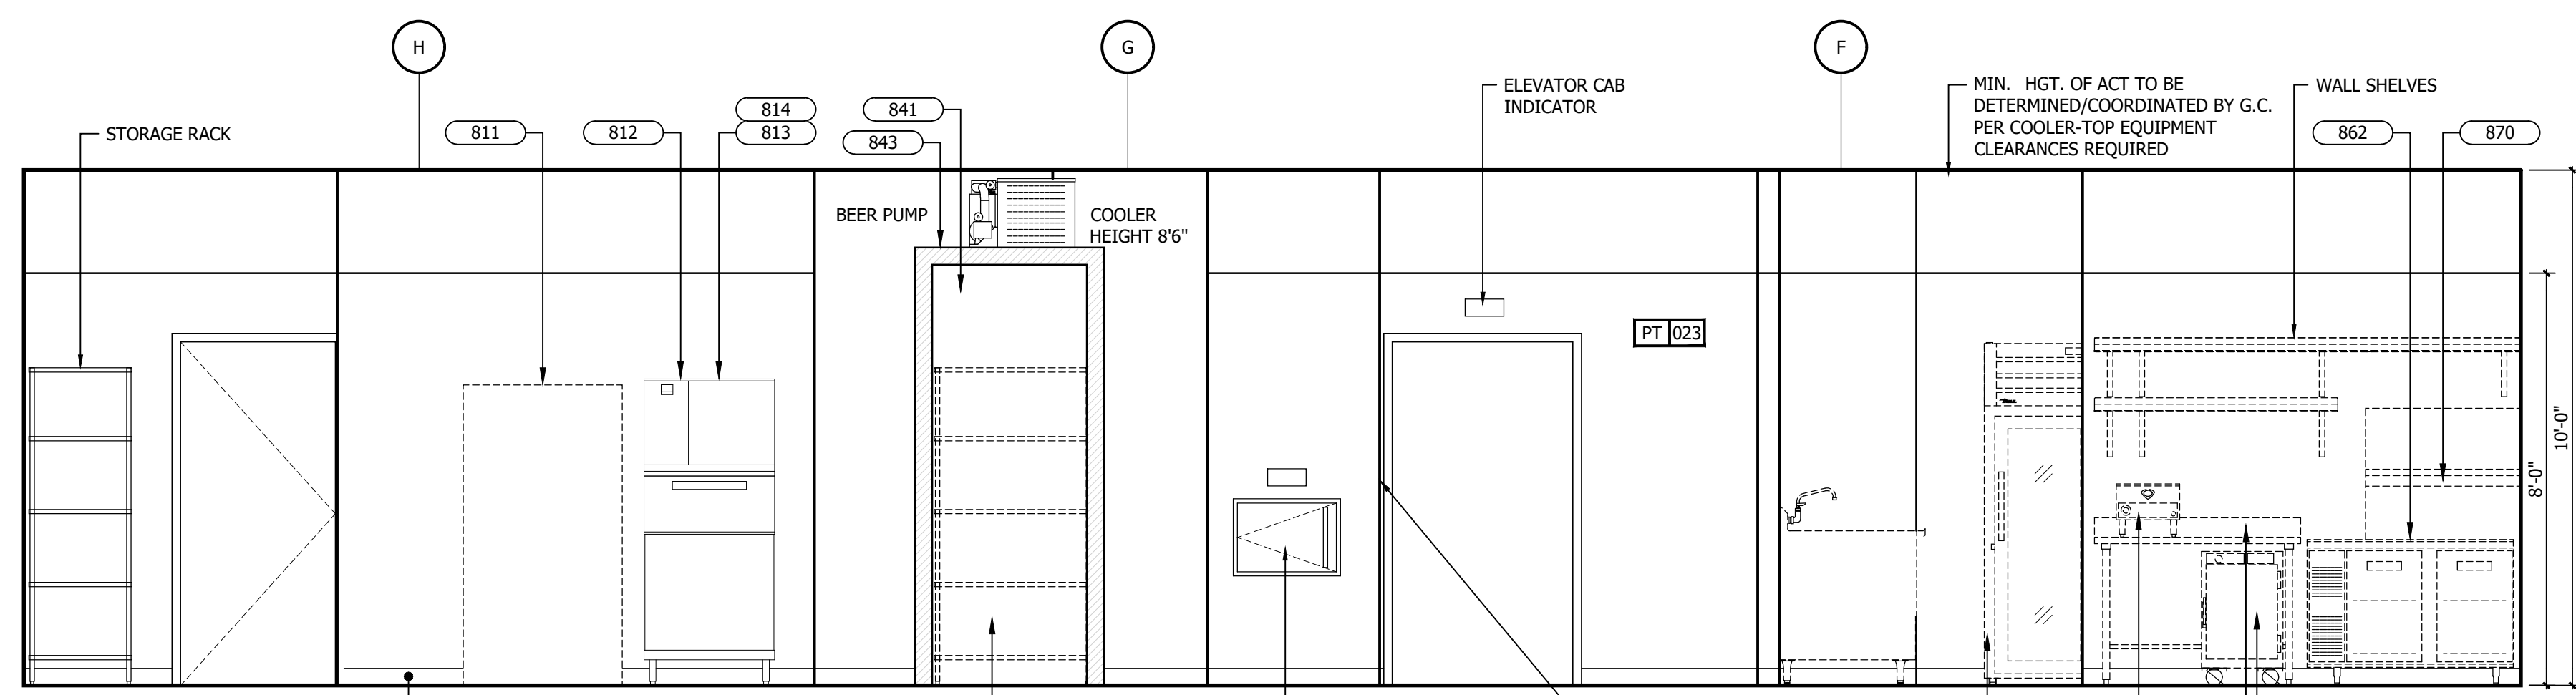 H
G
F
STORAGE RACK
811
812
814
813
841
843
ELEVATOR CAB
INDICATOR
MIN. HGT. OF ACT TO BE
DETERMINED/COORDINATED BY G.C.
PER COOLER-TOP EQUIPMENT
CLEARANCES REQUIRED
WALL SHELVES
862
870
BEER PUMP
COOLER
HEIGHT 8'6"
PT 023
8'-0"
10'-0"